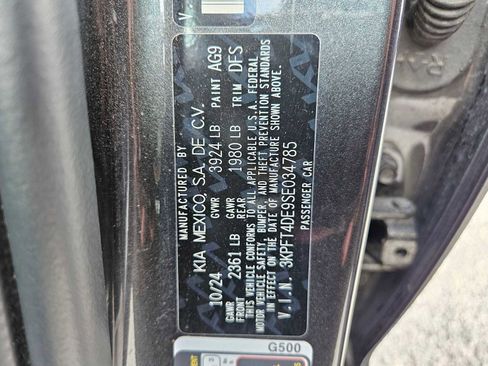 MANUFACTURED BY
KIA MEXICO, S.A. DE C.V.
10/24 GVWR 3924 LB PAINT AG9
GAWR FRONT 2361 LB GAWR REAR 1980 LB TRIM DFS
THIS VEHICLE CONFORMS TO ALL APPLICABLE U.S.A. FEDERAL
MOTOR VEHICLE SAFETY, BUMPER, AND THEFT PREVENTION STANDARDS
IN EFFECT ON THE DATE OF MANUFACTURE SHOWN ABOVE.
V.I.N. 3KPFT4DE9SE034785
PASSENGER CAR
G500